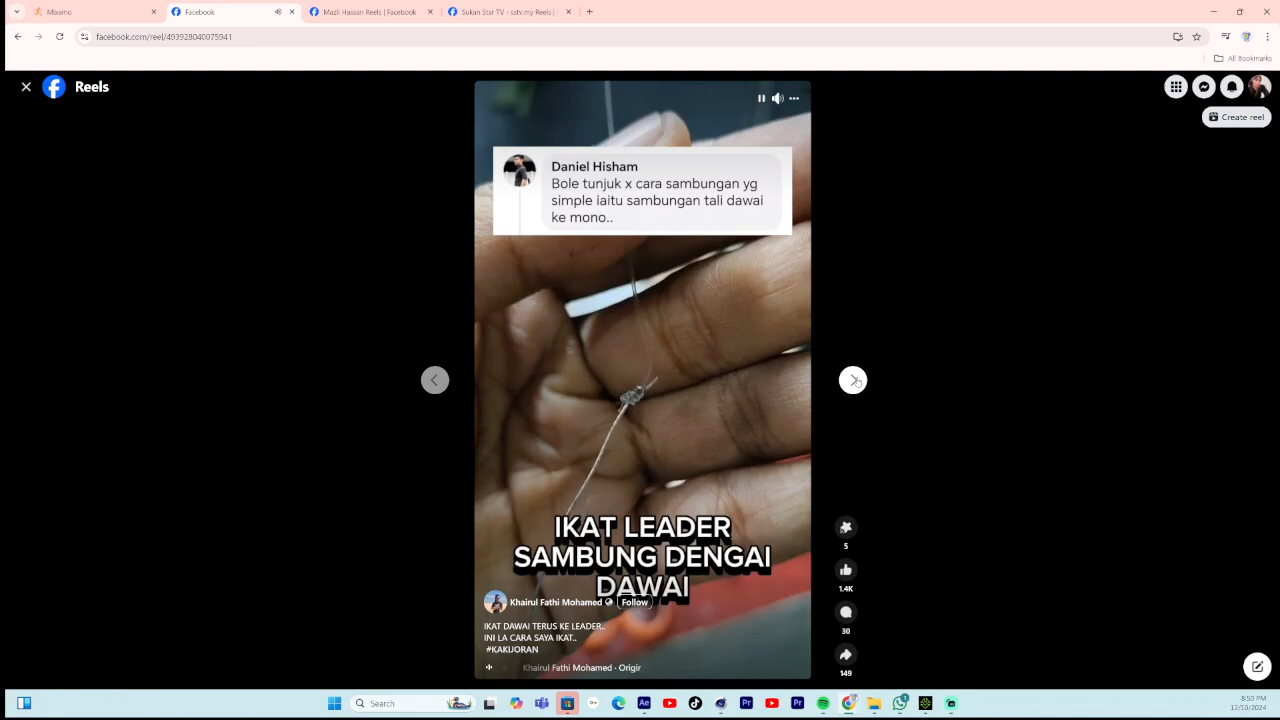 Mixamo
Facebook
Mazli Hassan Reels | Facebook
Sukan Star TV - sstv.my Reels |
facebook.com/reel/493928040075941
All Bookmarks
Reels
Create reel
Daniel Hisham
Bole tunjuk x cara sambungan yg
simple iaitu sambungan tali dawai
ke mono..
IKAT LEADER
SAMBUNG DENGAI
DAWAI
5
1.4K
30
149
Khairul Fathi Mohamed
Follow
IKAT DAWAI TERUS KE LEADER..
INI LA CARA SAYA IKAT..
#KAKIJORAN
Khairul Fathi Mohamed · Origir
Search
8:50 PM
12/10/2024